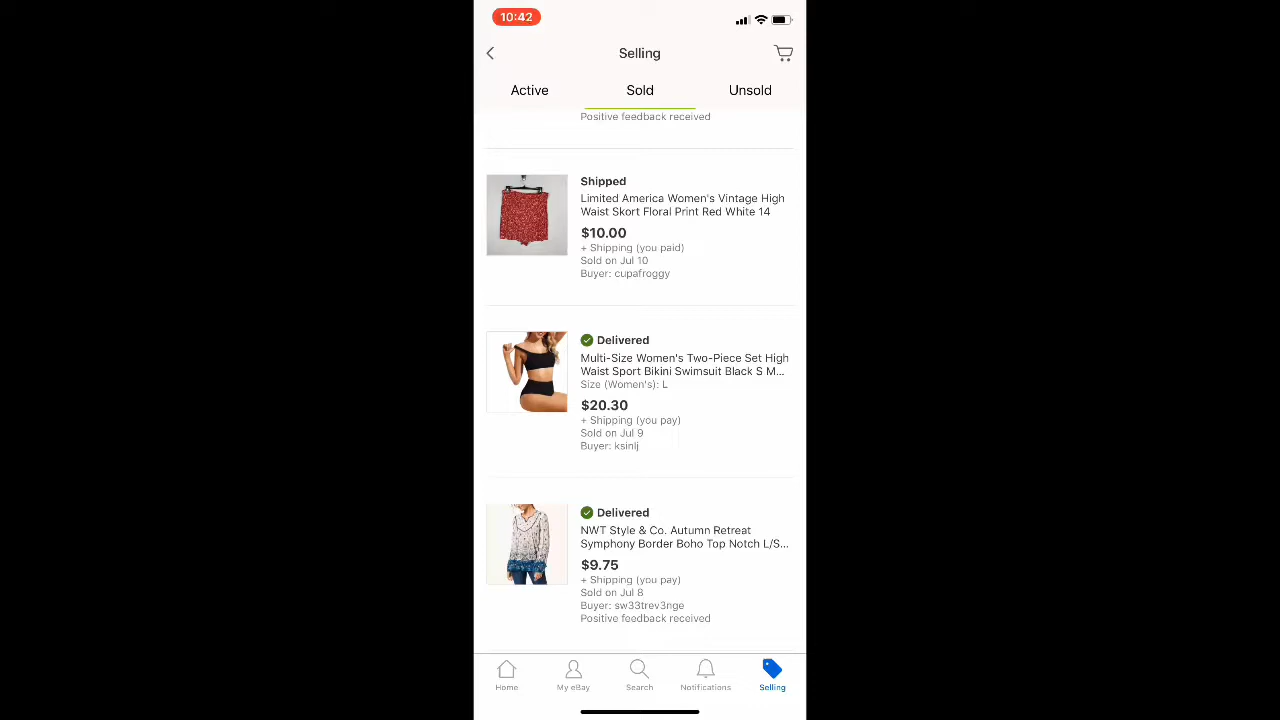 10:42
Selling
Active
Sold
Unsold
Positive feedback received
Shipped
Limited America Women's Vintage High
Waist Skort Floral Print Red White 14
$10.00
+ Shipping (you paid)
Sold on Jul 10
Buyer: cupafroggy
Delivered
Multi-Size Women's Two-Piece Set High
Waist Sport Bikini Swimsuit Black S M...
Size (Women's): L
$20.30
+ Shipping (you pay)
Sold on Jul 9
Buyer: ksinlj
Delivered
NWT Style & Co. Autumn Retreat
Symphony Border Boho Top Notch L/S...
$9.75
+ Shipping (you pay)
Sold on Jul 8
Buyer: sw33trev3nge
Positive feedback received
Home
My eBay
Search
Notifications
Selling